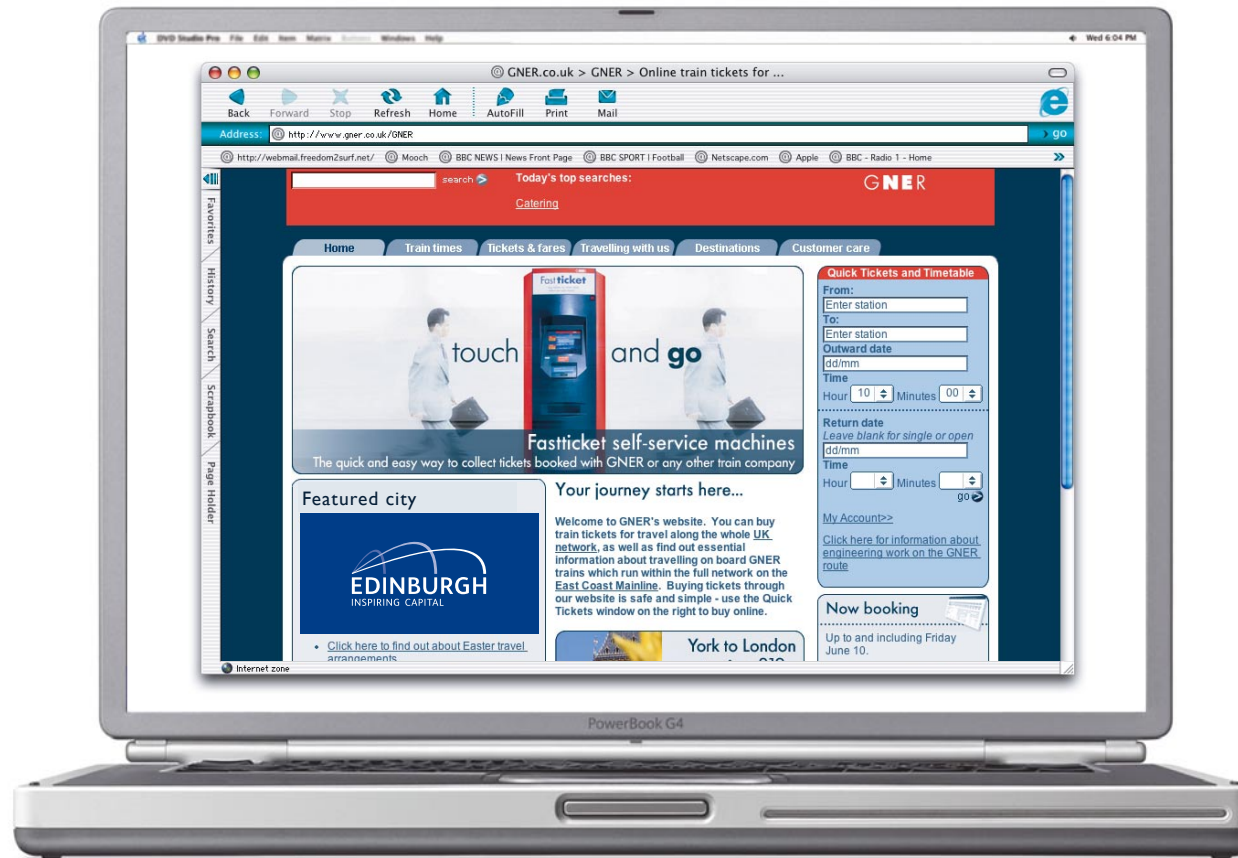 DVD Studio Pro File Edit Item Matrix Buttons Windows Help
Wed 6:04 PM
GNER.co.uk > GNER > Online train tickets for ...
Back Forward Stop Refresh Home AutoFill Print Mail
Address: http://www.gner.co.uk/GNER
go
http://webmail.freedom2surf.net/ Mooch BBC NEWS | News Front Page BBC SPORT | Football Netscape.com Apple BBC - Radio 1 - Home
Favorites
History
Search
Scrapbook
Page Holder
search
Today's top searches:
Catering
GNER
Home Train times Tickets & fares Travelling with us Destinations Customer care
Fastticket
touch and go
Fastticket self-service machines
The quick and easy way to collect tickets booked with GNER or any other train company
Featured city
EDINBURGH
INSPIRING CAPITAL
Click here to find out about Easter travel
arrangements
Your journey starts here...
Welcome to GNER's website. You can buy
train tickets for travel along the whole UK
network, as well as find out essential
information about travelling on board GNER
trains which run within the full network on the
East Coast Mainline. Buying tickets through
our website is safe and simple - use the Quick
Tickets window on the right to buy online.
York to London
Quick Tickets and Timetable
From:
Enter station
To:
Enter station
Outward date
dd/mm
Time
Hour 10 Minutes 00
Return date
Leave blank for single or open
dd/mm
Time
Hour Minutes
go
My Account>>
Click here for information about
engineering work on the GNER
route
Now booking
Up to and including Friday
June 10.
Internet zone
PowerBook G4